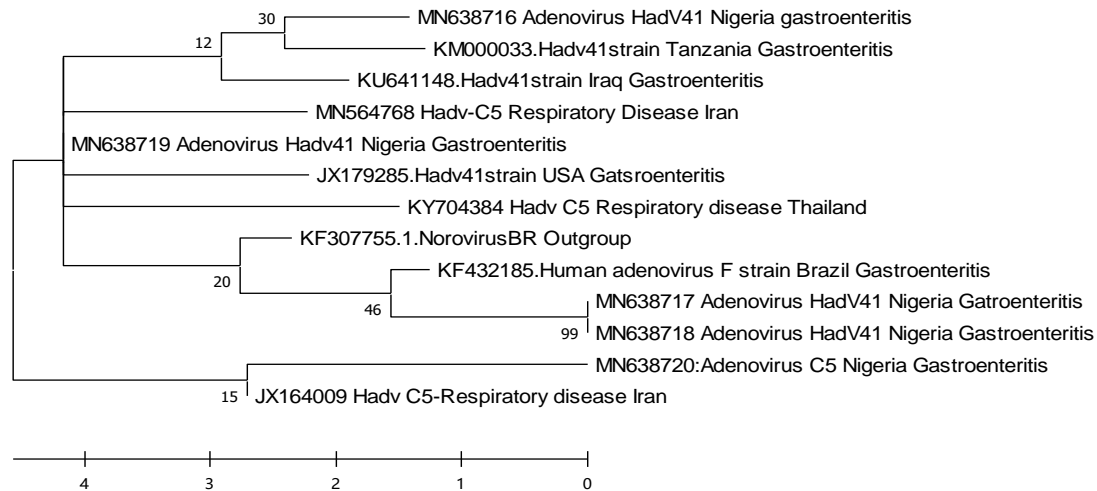 30
MN638716 Adenovirus HadV41 Nigeria gastroenteritis
12
KM000033.Hadv41strain Tanzania Gastroenteritis
KU641148.Hadv41strain Iraq Gastroenteritis
MN564768 Hadv-C5 Respiratory Disease Iran
MN638719 Adenovirus Hadv41 Nigeria Gastroenteritis
JX179285.Hadv41strain USA Gatsroenteritis
KY704384 Hadv C5 Respiratory disease Thailand
KF307755.1.NorovirusBR Outgroup
20
KF432185.Human adenovirus F strain Brazil Gastroenteritis
46
MN638717 Adenovirus HadV41 Nigeria Gatroenteritis
99
MN638718 Adenovirus HadV41 Nigeria Gastroenteritis
MN638720:Adenovirus C5 Nigeria Gastroenteritis
15
JX164009 Hadv C5-Respiratory disease Iran
4 3 2 1 0